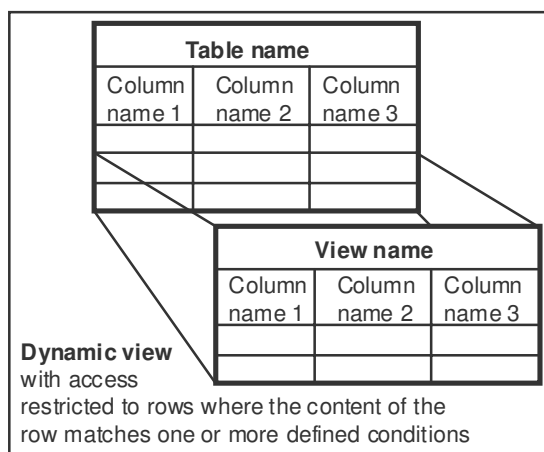 Table name
Column Column Column
name 1 name 2 name 3
View name
Column Column Column
name 1 name 2 name 3
Dynamic view
with access
restricted to rows where the content of the
row matches one or more defined conditions